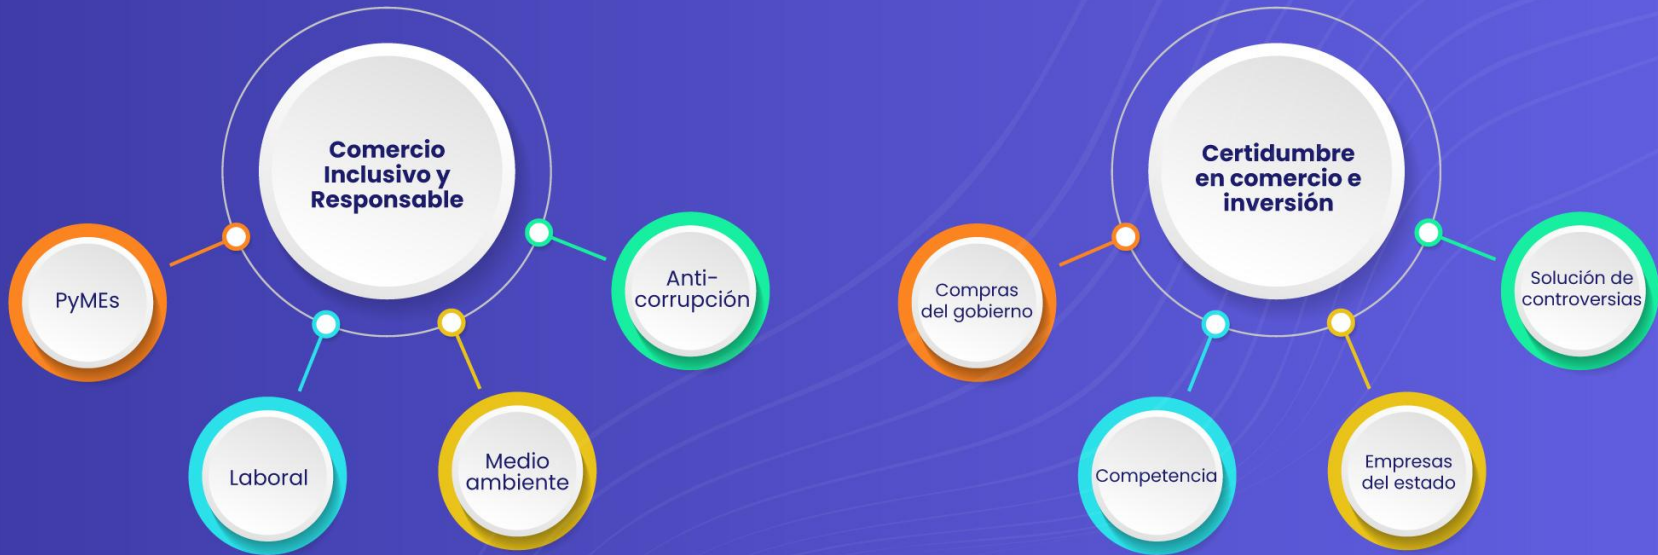 Comercio
Inclusivo y
Responsable
PyMEs
Laboral
Medio
ambiente
Anti-
corrupción
Certidumbre
en comercio e
inversión
Compras
del gobierno
Competencia
Empresas
del estado
Solución de
controversias